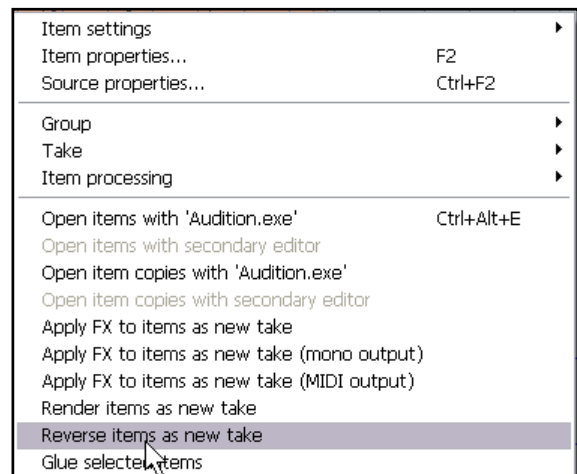 Item settings
Item properties... F2
Source properties... Ctrl+F2
Group
Take
Item processing
Open items with 'Audition.exe' Ctrl+Alt+E
Open items with secondary editor
Open item copies with 'Audition.exe'
Open item copies with secondary editor
Apply FX to items as new take
Apply FX to items as new take (mono output)
Apply FX to items as new take (MIDI output)
Render items as new take
Reverse items as new take
Glue selected items